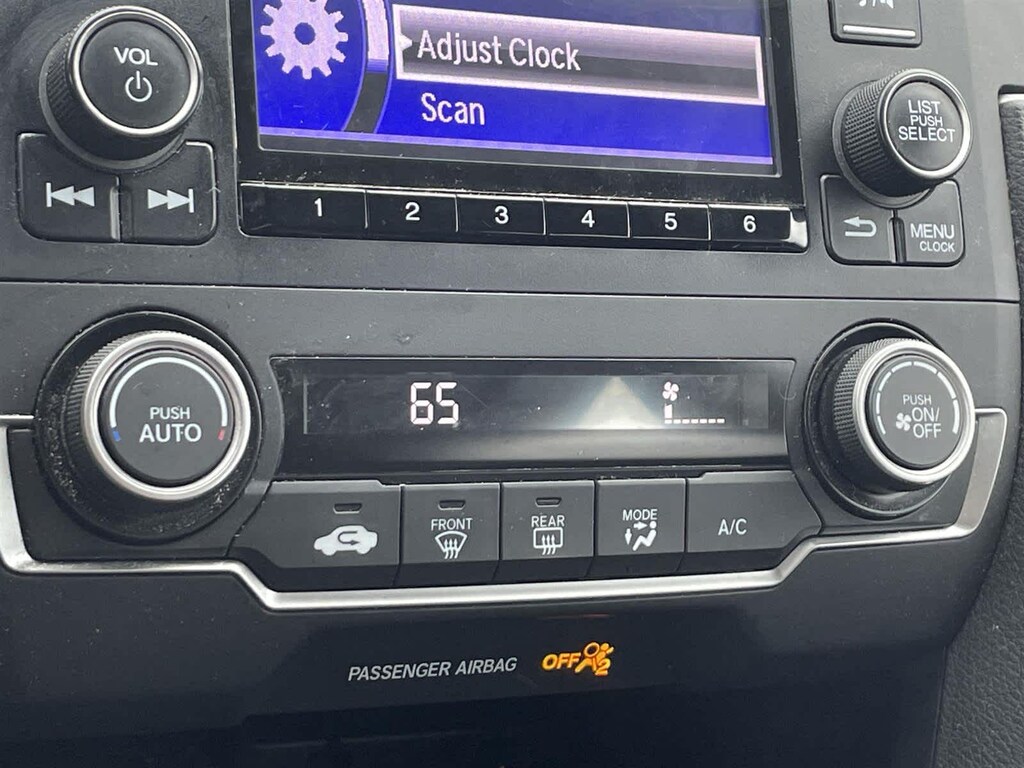 VOL
Adjust Clock
Scan
LIST
PUSH
SELECT
1 2 3 4 5 6
MENU
CLOCK
PUSH
AUTO
65
PUSH
ON/
OFF
FRONT
REAR
MODE
A/C
PASSENGER AIRBAG OFF 2